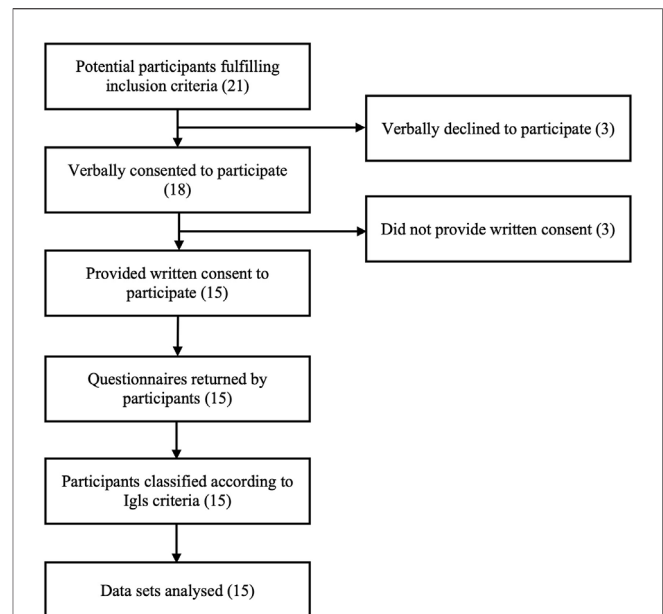 Potential participants fulfilling
inclusion criteria (21)
Verbally declined to participate (3)
Verbally consented to participate
(18)
Did not provide written consent (3)
Provided written consent to
participate (15)
Questionnaires returned by
participants (15)
Participants classified according to
Igls criteria (15)
Data sets analysed (15)